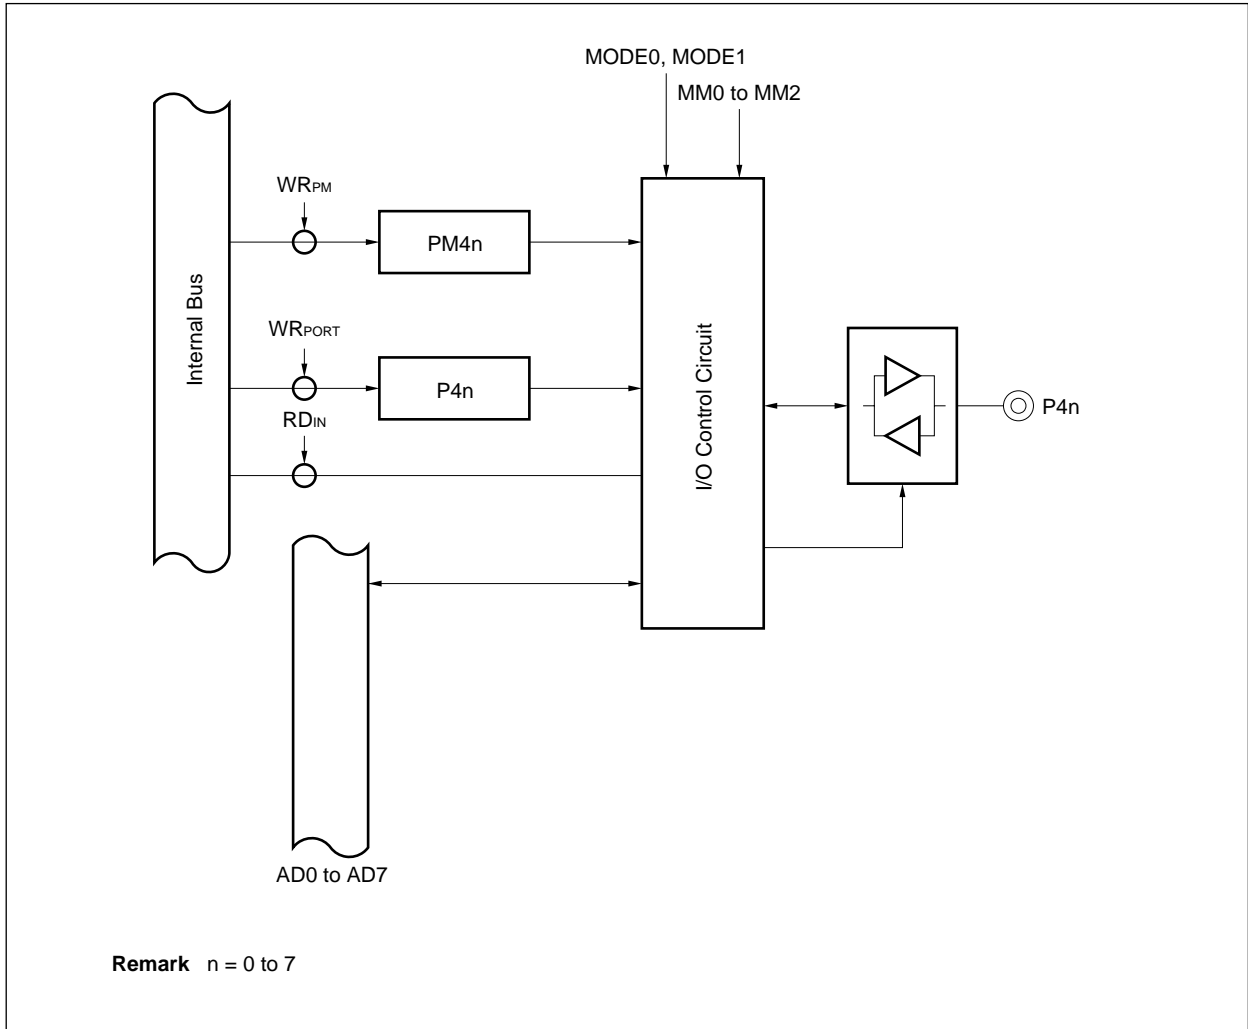 MODE0, MODE1
MM0 to MM2
WRPM
PM4n
Internal Bus
WRPORT
P4n
RDIN
I/O Control Circuit
P4n
AD0 to AD7
Remark n = 0 to 7